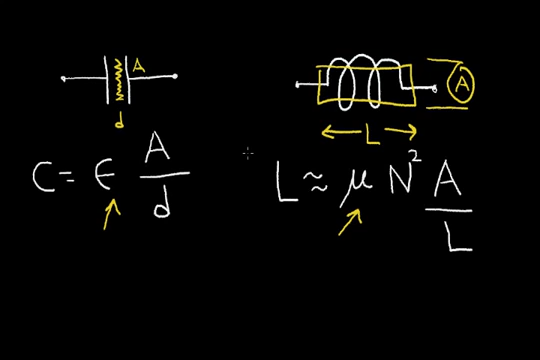 A
d
C = ϵ A/d
A
L
L ≈ μ N² A/L